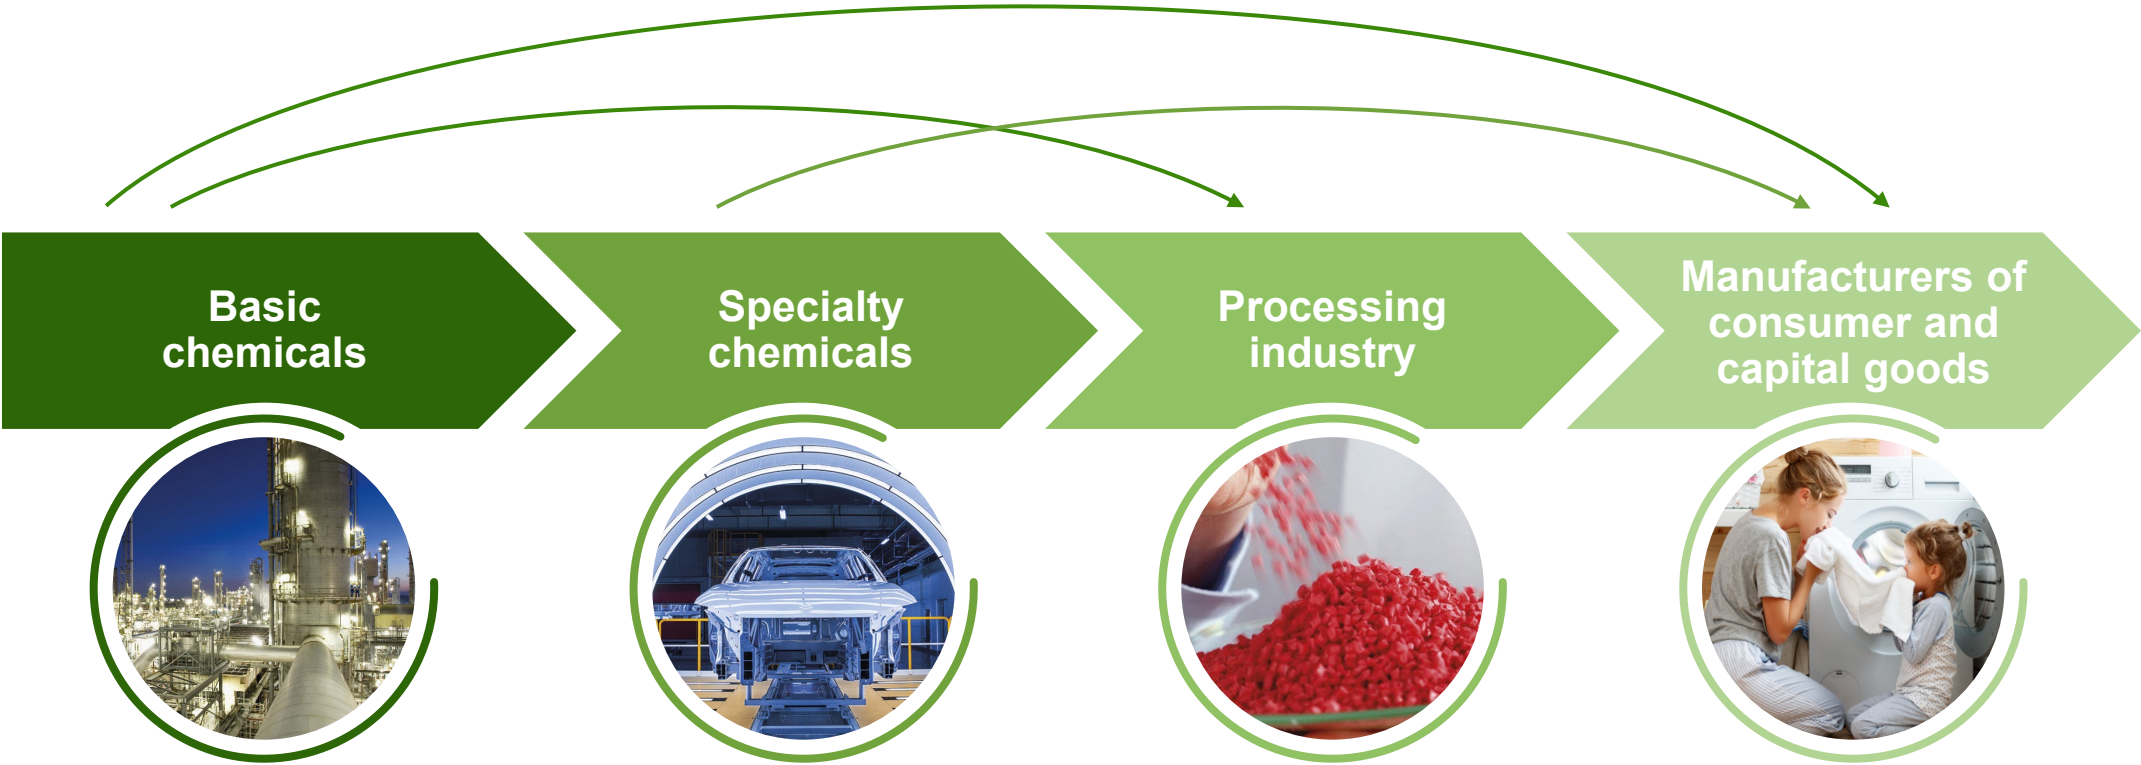 Basic
chemicals
Specialty
chemicals
Processing
industry
Manufacturers of
consumer and
capital goods